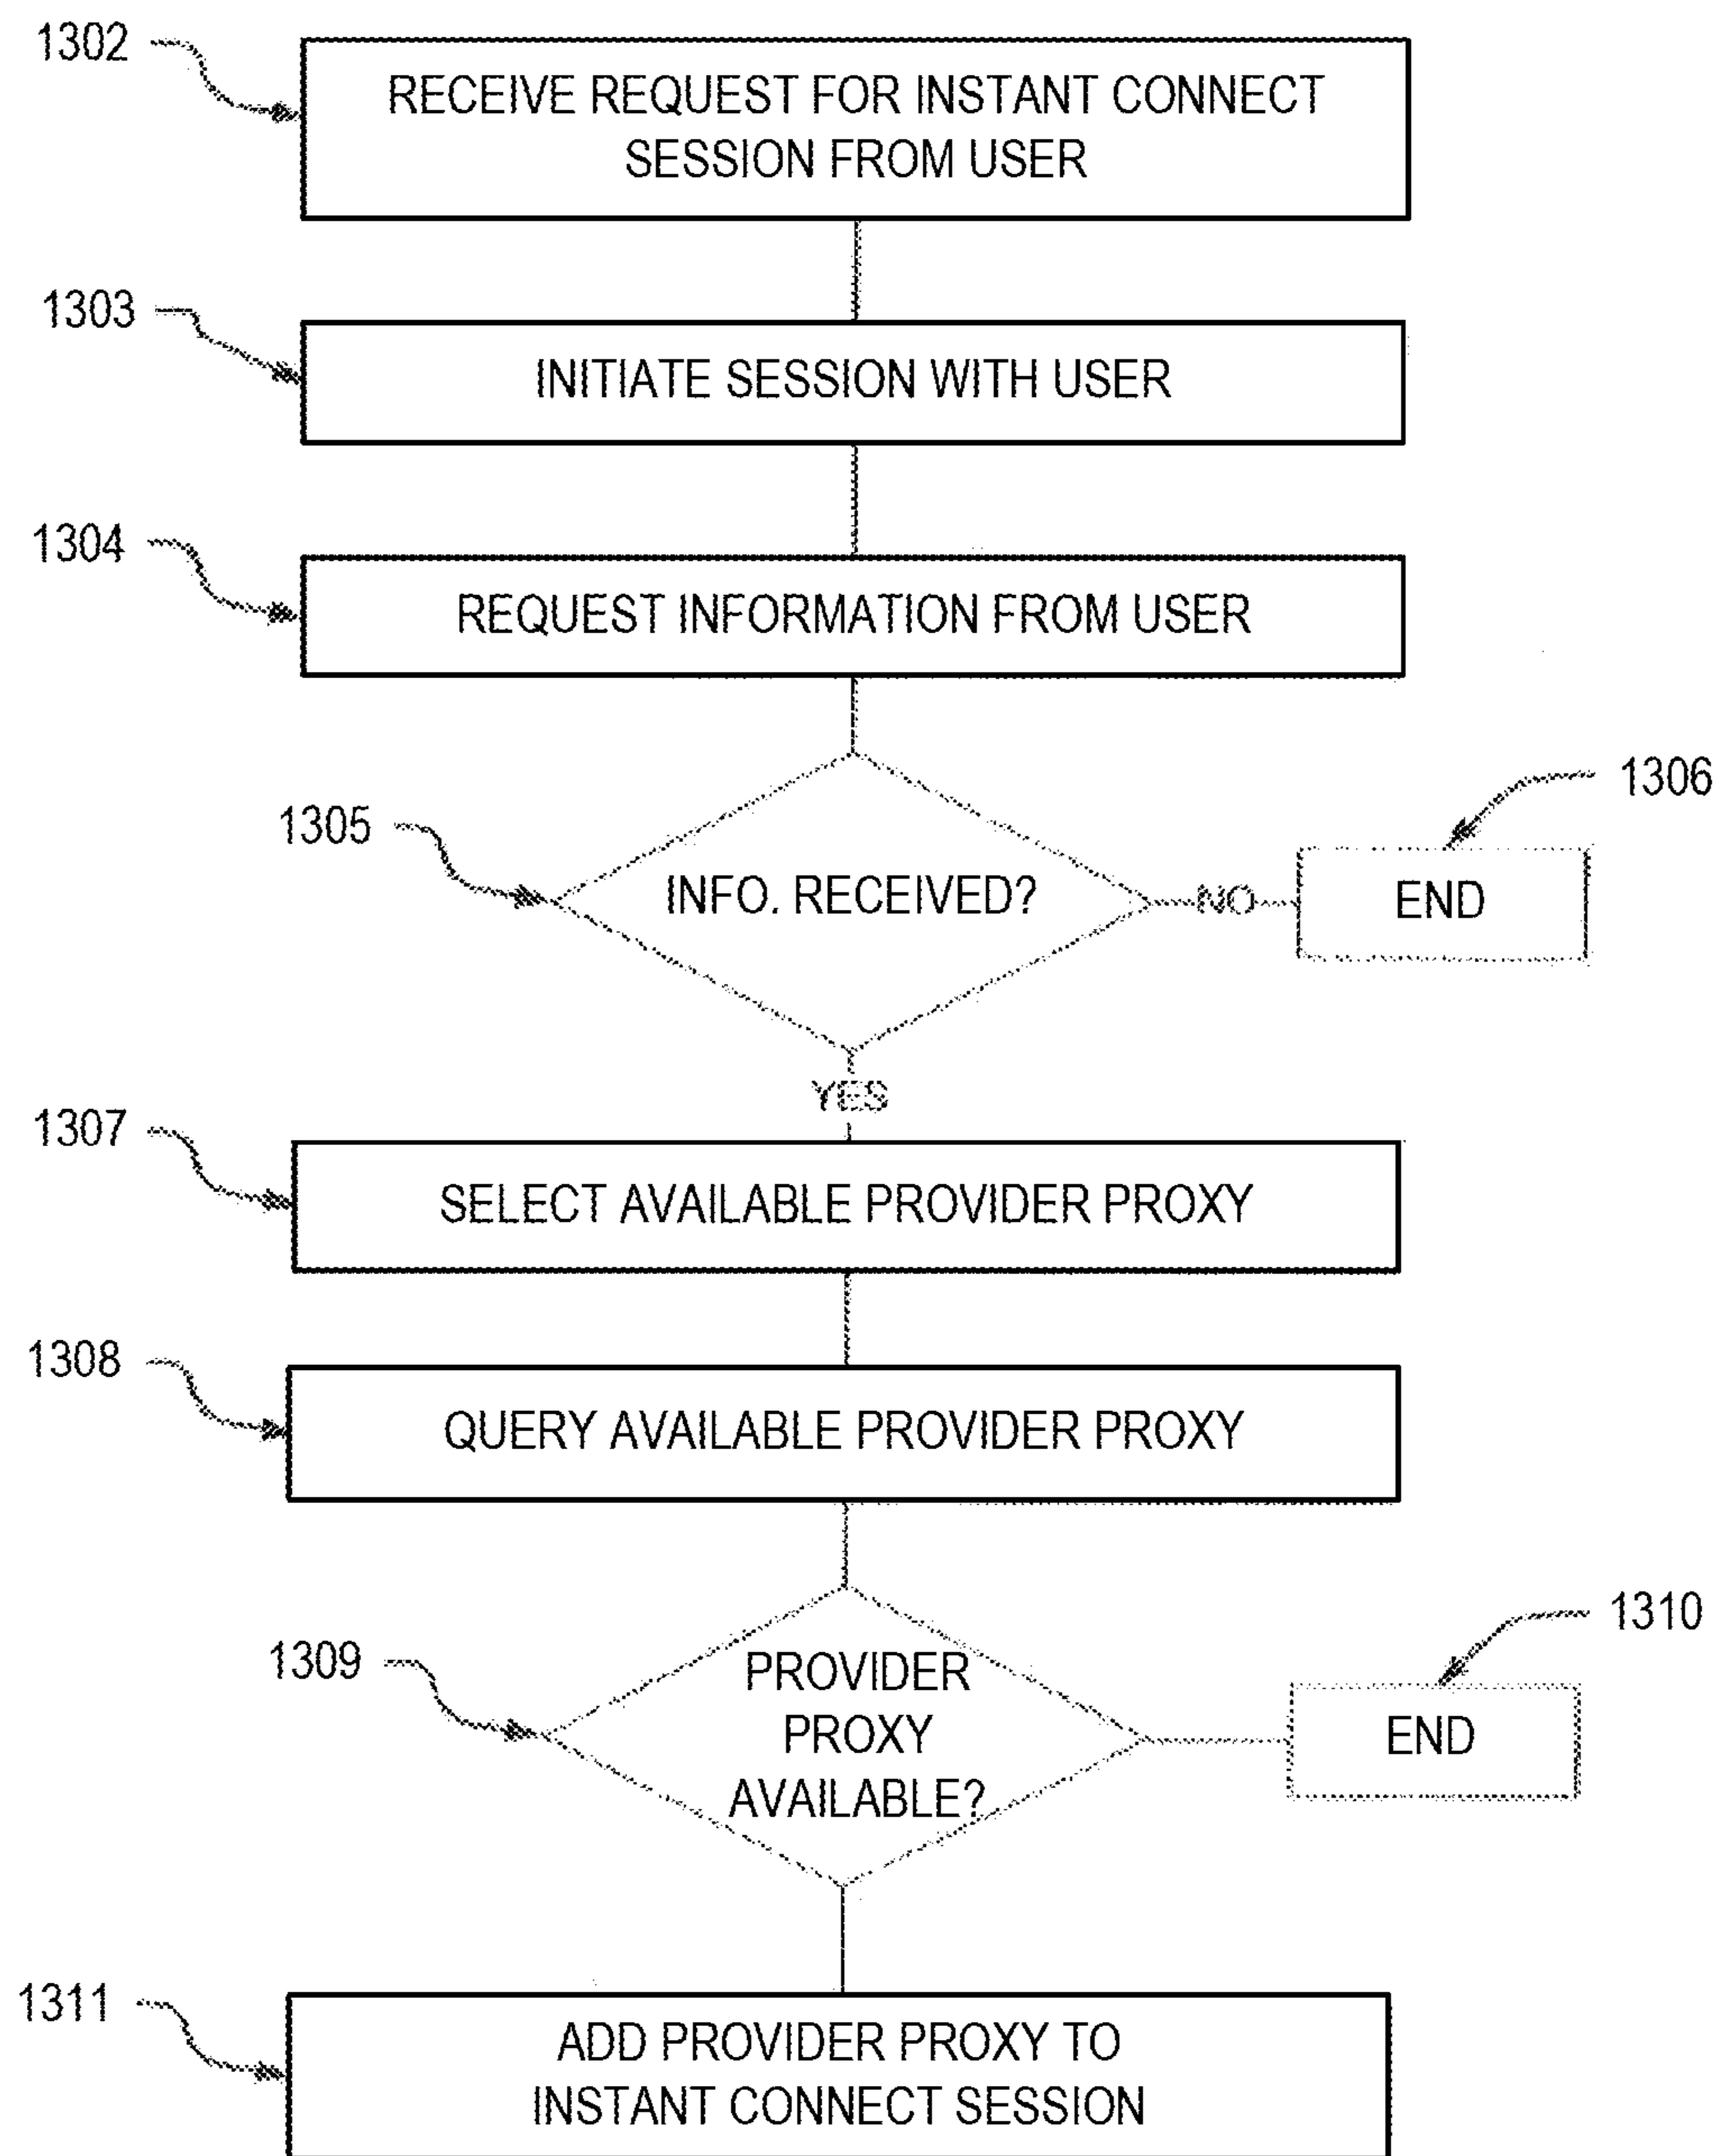 1302
RECEIVE REQUEST FOR INSTANT CONNECT
SESSION FROM USER
1303
INITIATE SESSION WITH USER
1304
REQUEST INFORMATION FROM USER
1305
INFO. RECEIVED?
NO
1306
END
YES
1307
SELECT AVAILABLE PROVIDER PROXY
1308
QUERY AVAILABLE PROVIDER PROXY
1309
PROVIDER
PROXY
AVAILABLE?
1310
END
1311
ADD PROVIDER PROXY TO
INSTANT CONNECT SESSION